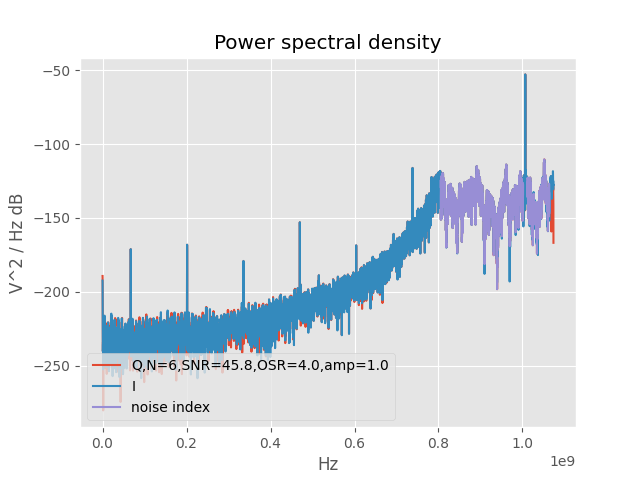 Power spectral density
V^2 / Hz dB
−50
−100
−150
−200
−250
Q,N=6,SNR=45.8,OSR=4.0,amp=1.0
I
noise index
0.0 0.2 0.4 0.6 0.8 1.0
1e9
Hz